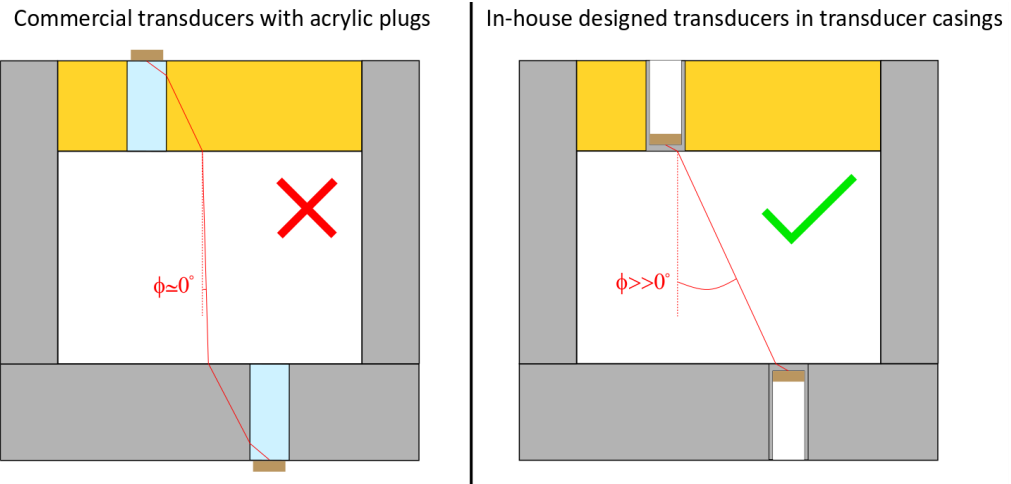 Commercial transducers with acrylic plugs
In-house designed transducers in transducer casings
ϕ≃0°
ϕ>>0°